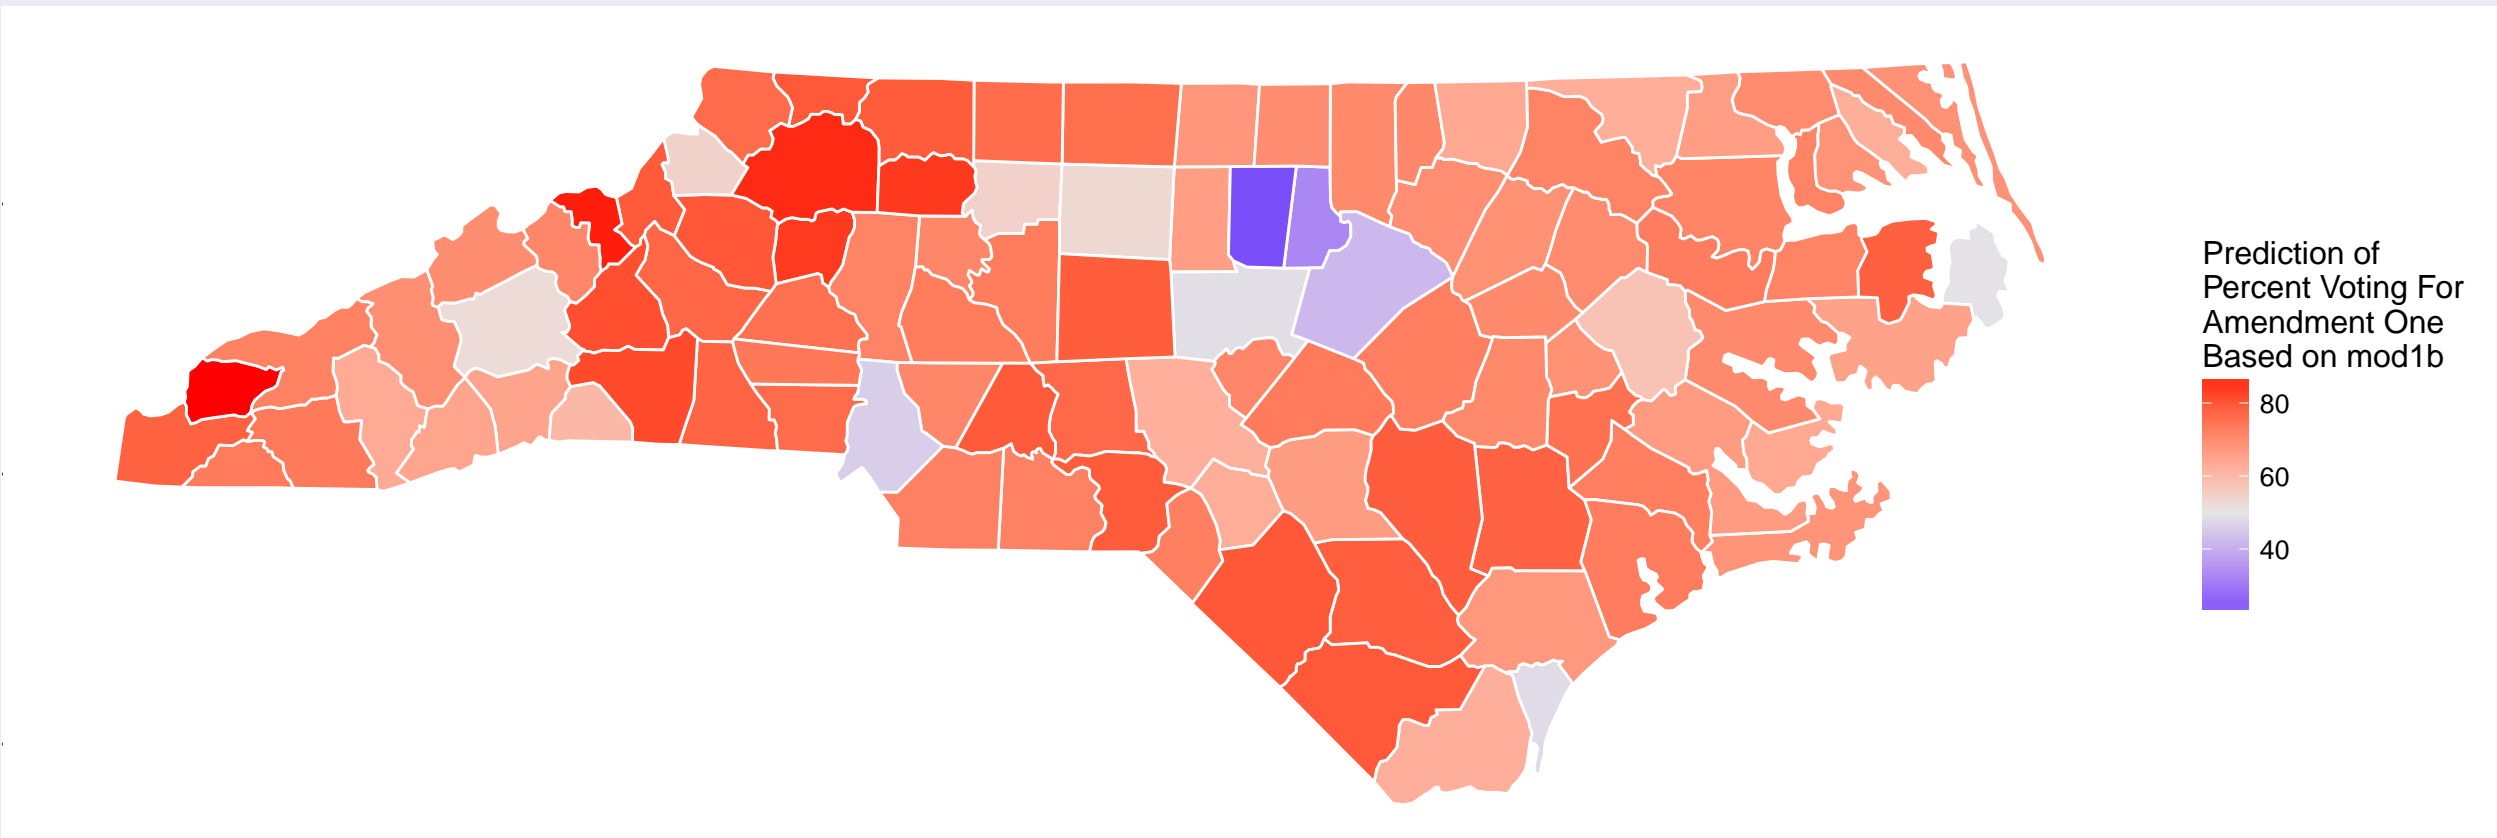 Prediction of
Percent Voting For
Amendment One
Based on mod1b
80
60
40